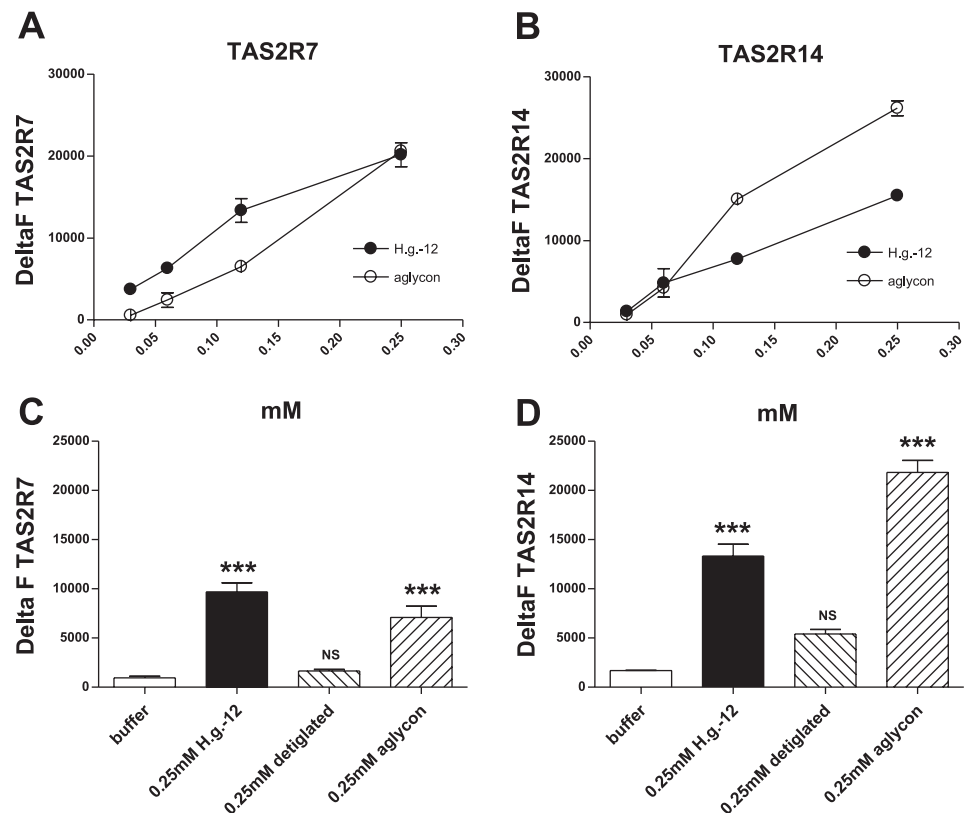 A
TAS2R7
DeltaF TAS2R7
30000
20000
10000
0
0.00
0.05
0.10
0.15
0.20
0.25
0.30
H.g.-12
aglycon
mM
B
TAS2R14
DeltaF TAS2R14
30000
20000
10000
0
0.00
0.05
0.10
0.15
0.20
0.25
0.30
H.g.-12
aglycon
mM
C
Delta F TAS2R7
25000
20000
15000
10000
5000
0
***
NS
***
buffer
0.25mM H.g.-12
0.25mM detiglated
0.25mM aglycon
D
DeltaF TAS2R14
25000
20000
15000
10000
5000
0
***
NS
***
buffer
0.25mM H.g.-12
0.25mM detiglated
0.25mM aglycon